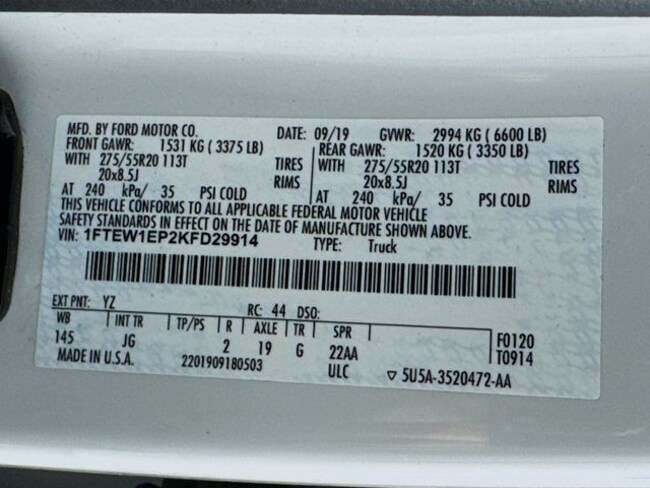 MFD. BY FORD MOTOR CO. DATE: 09/19 GVWR: 2994 KG ( 6600 LB)
FRONT GAWR: 1531 KG ( 3375 LB) REAR GAWR: 1520 KG ( 3350 LB)
WITH 275/55R20 113T TIRES WITH 275/55R20 113T TIRES
20x8.5J RIMS 20x8.5J RIMS
AT 240 kPa/ 35 PSI COLD AT 240 kPa/ 35 PSI COLD
THIS VEHICLE CONFORMS TO ALL APPLICABLE FEDERAL MOTOR VEHICLE
SAFETY STANDARDS IN EFFECT ON THE DATE OF MANUFACTURE SHOWN ABOVE.
VIN: 1FTEW1EP2KFD29914 TYPE: Truck
EXT PNT: YZ RC: 44 DSO:
WB INT TR TP/PS R AXLE TR SPR F0120
145 JG 2 19 G 22AA T0914
MADE IN U.S.A. 2201909180503 ULC ▽ 5U5A-3520472-AA